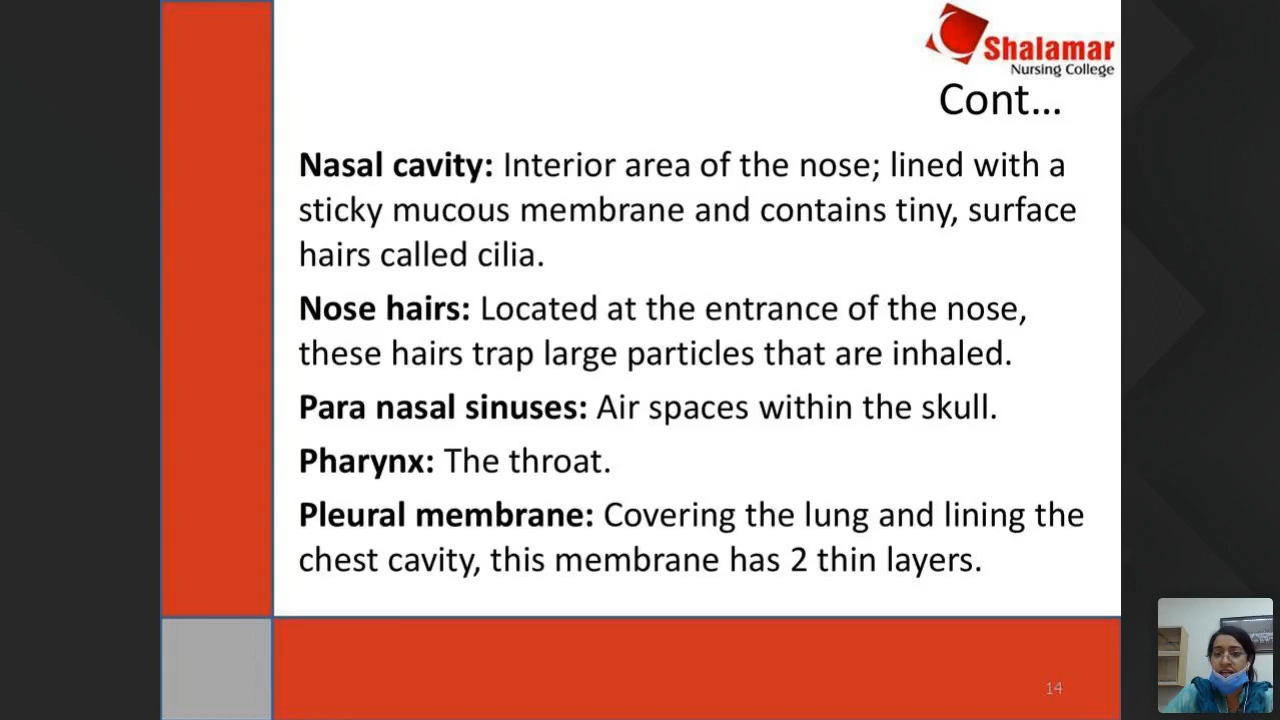 Shalamar
Nursing College
Cont...
Nasal cavity: Interior area of the nose; lined with a
sticky mucous membrane and contains tiny, surface
hairs called cilia.
Nose hairs: Located at the entrance of the nose,
these hairs trap large particles that are inhaled.
Para nasal sinuses: Air spaces within the skull.
Pharynx: The throat.
Pleural membrane: Covering the lung and lining the
chest cavity, this membrane has 2 thin layers.
14